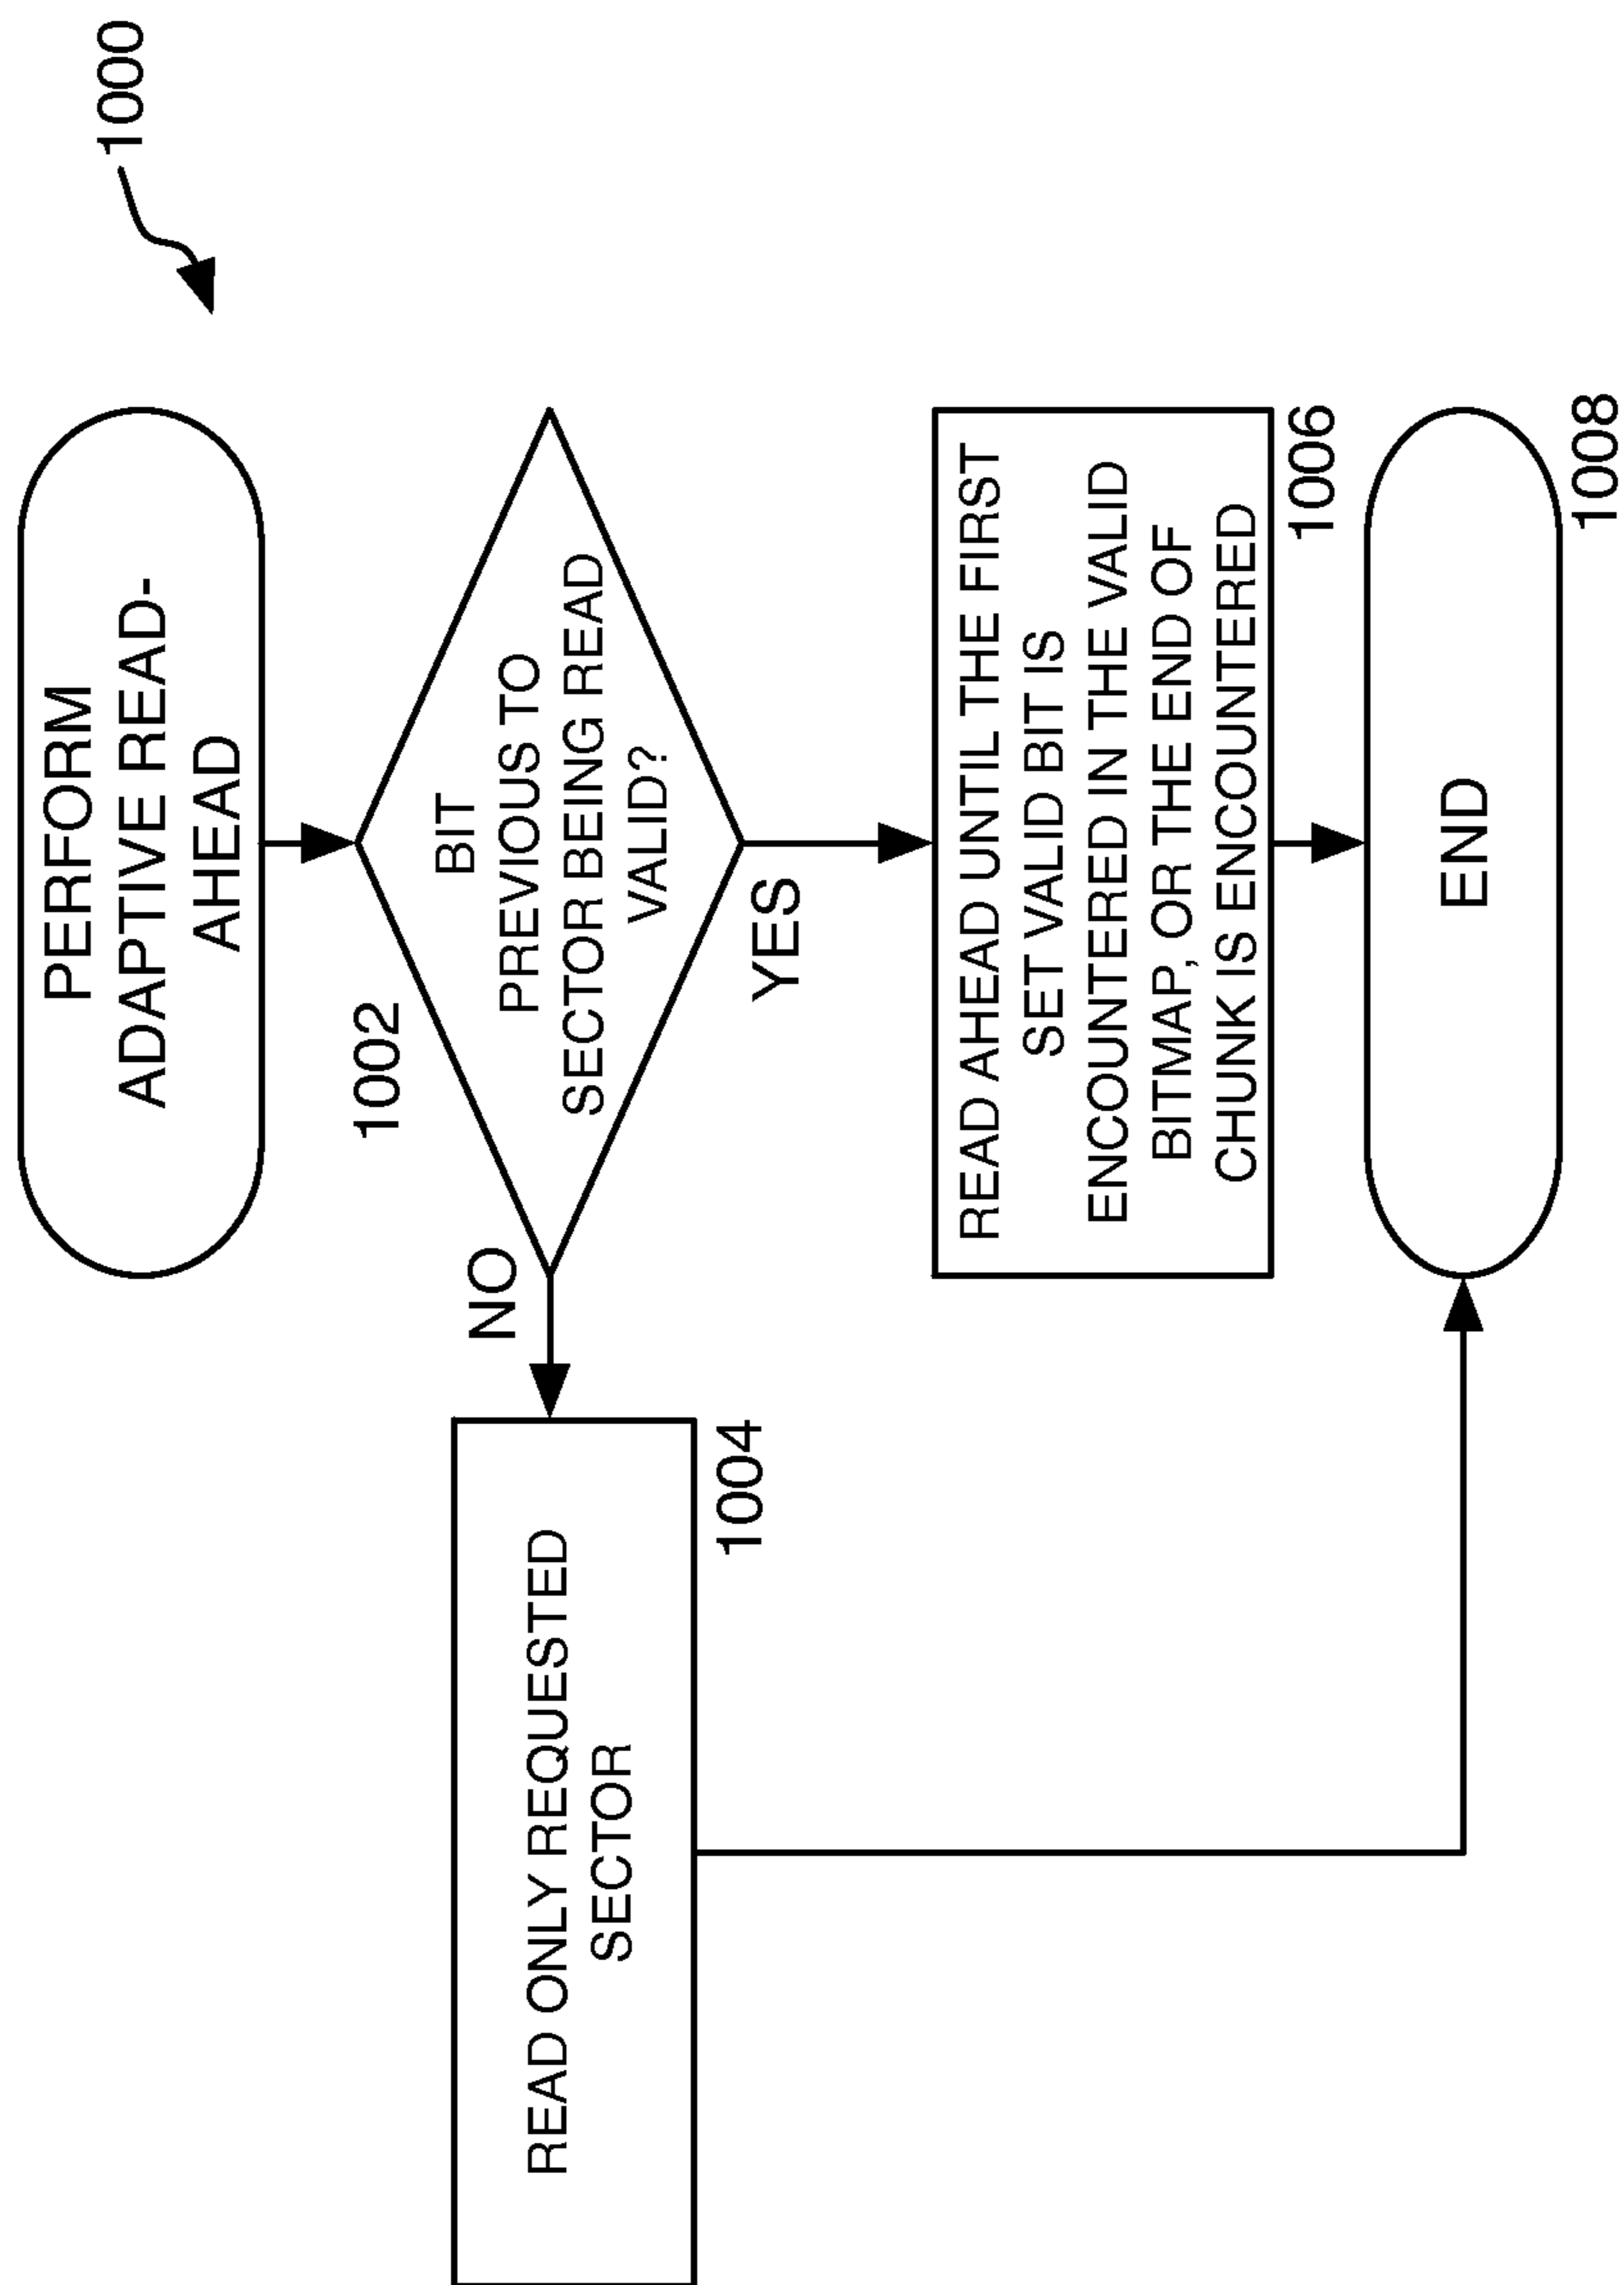 1000
PERFORM
ADAPTIVE READ-
AHEAD
1002
BIT
PREVIOUS TO
SECTOR BEING READ
VALID?
NO
YES
READ ONLY REQUESTED
SECTOR
1004
READ AHEAD UNTIL THE FIRST
SET VALID BIT IS
ENCOUNTERED IN THE VALID
BITMAP, OR THE END OF
CHUNK IS ENCOUNTERED
1006
END
1008